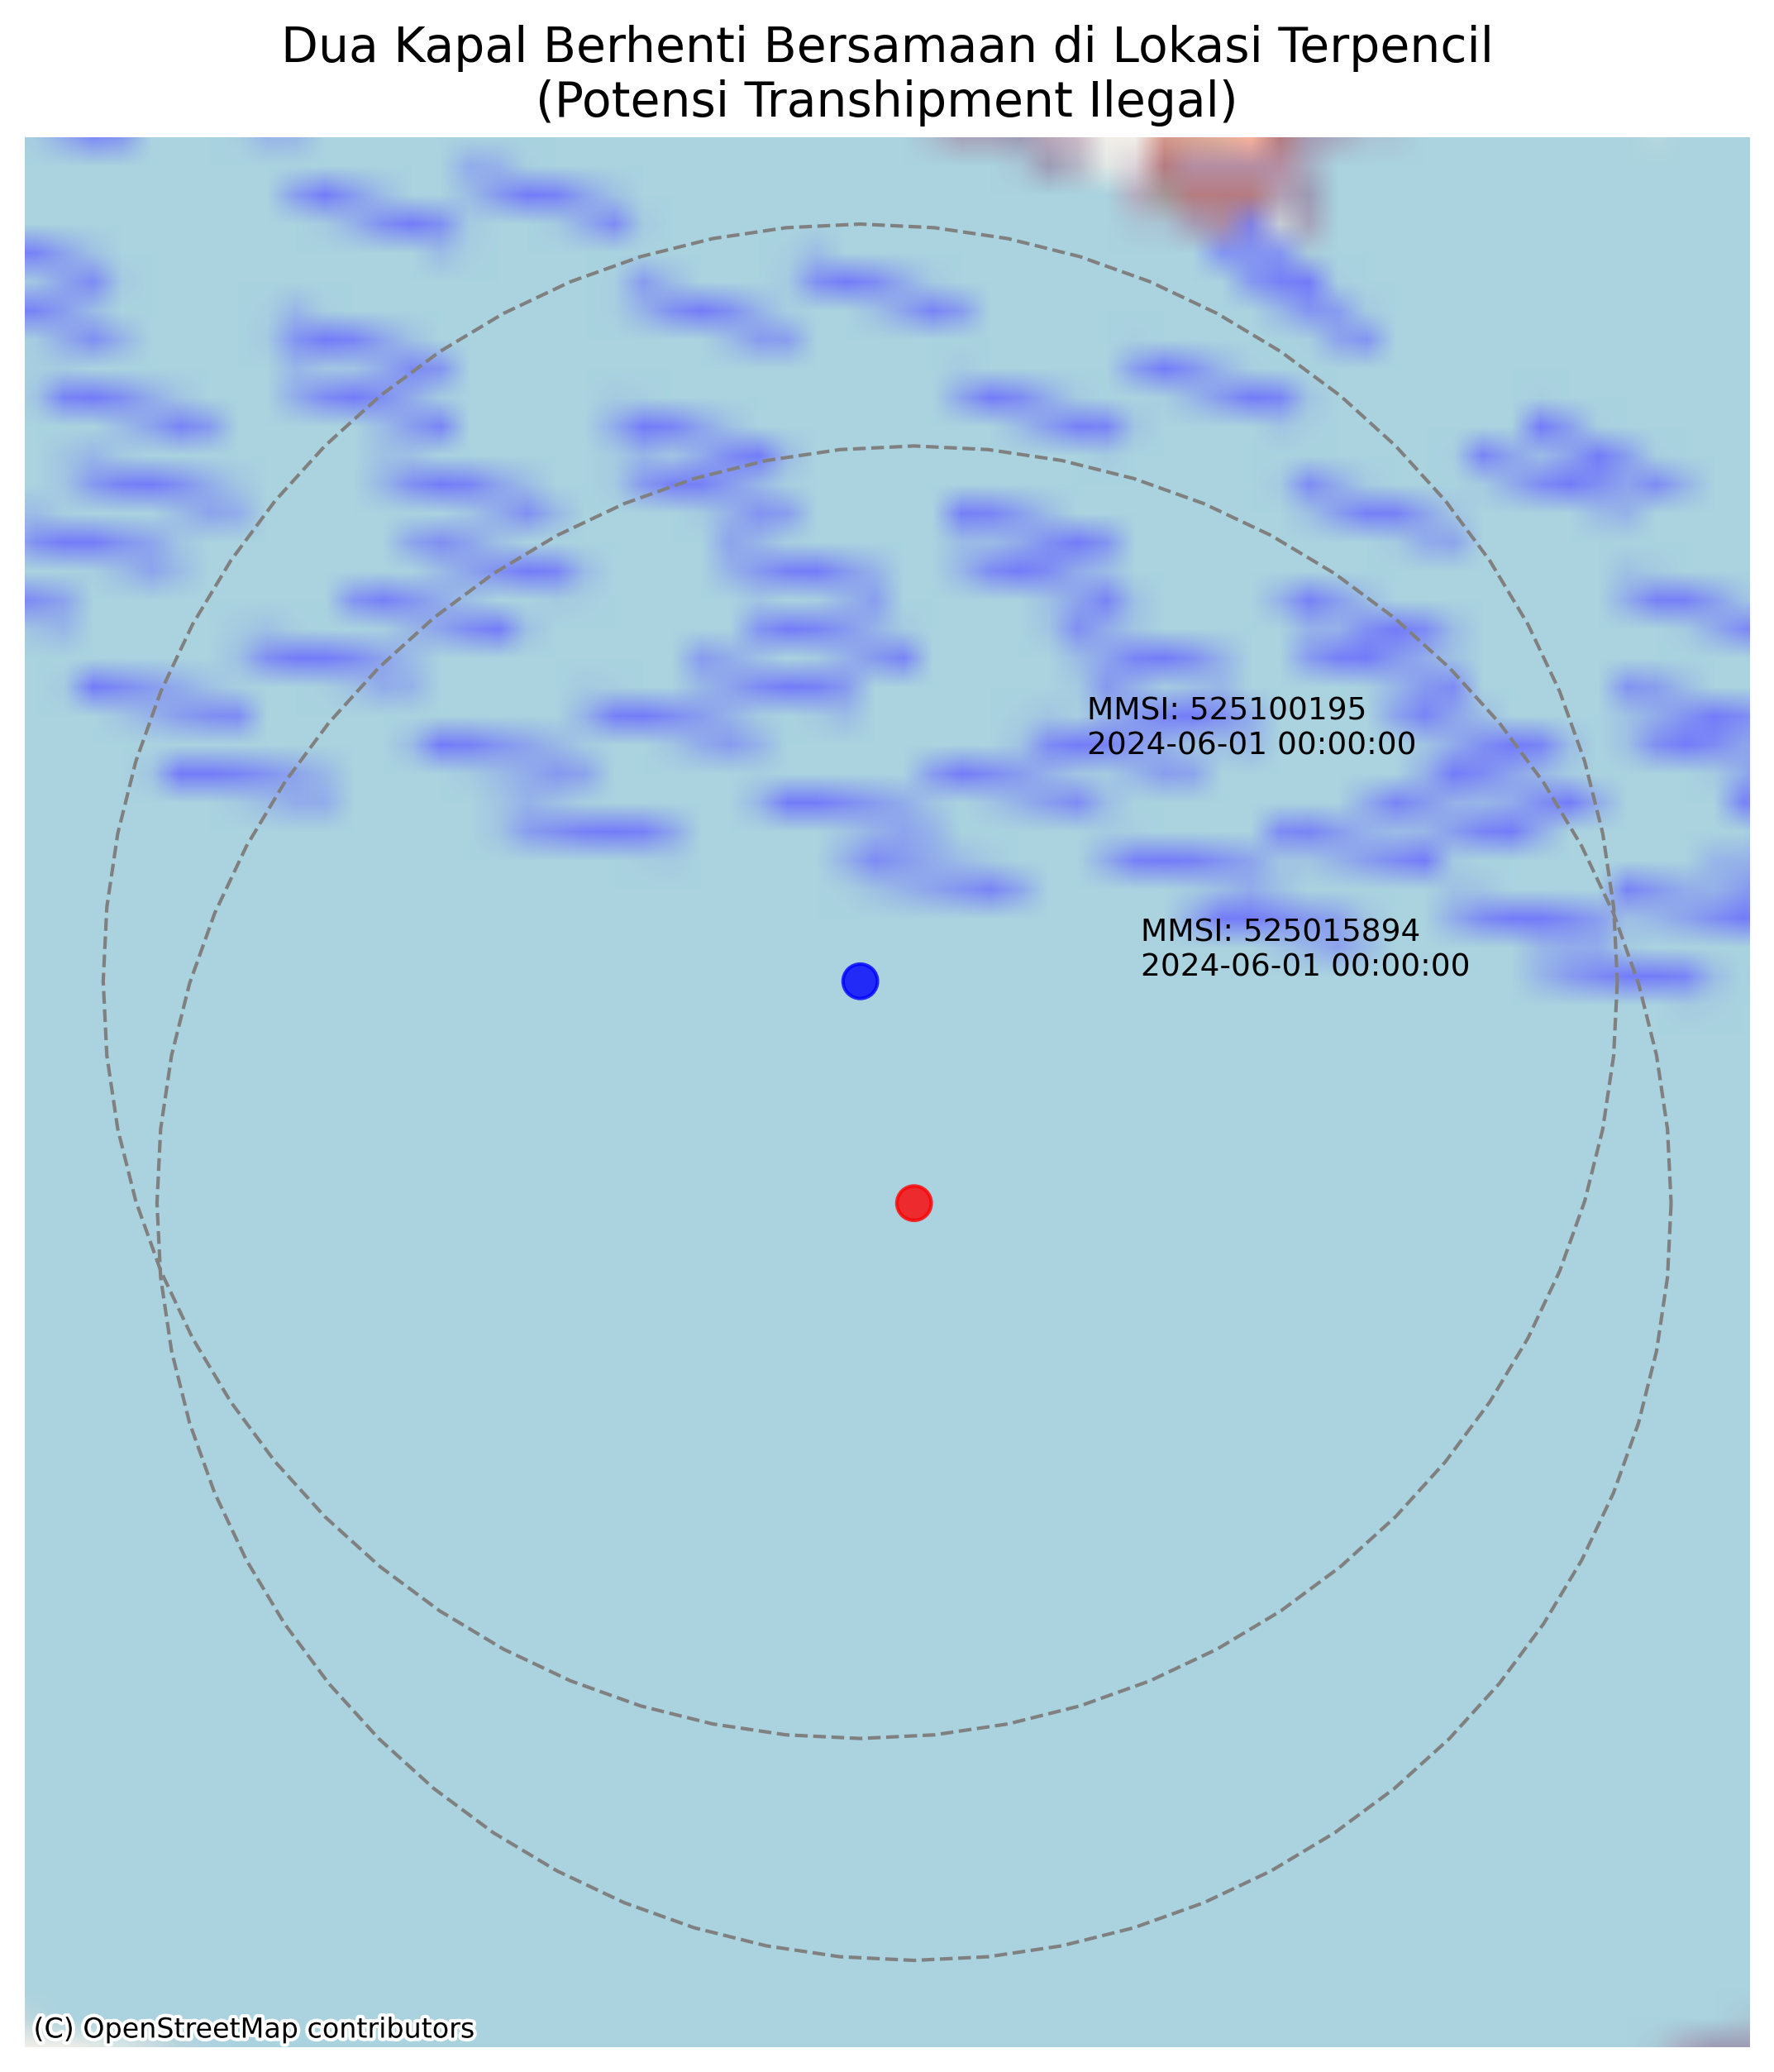 Dua Kapal Berhenti Bersamaan di Lokasi Terpencil
(Potensi Transhipment Ilegal)
MMSI: 525100195
2024-06-01 00:00:00
MMSI: 525015894
2024-06-01 00:00:00
(C) OpenStreetMap contributors